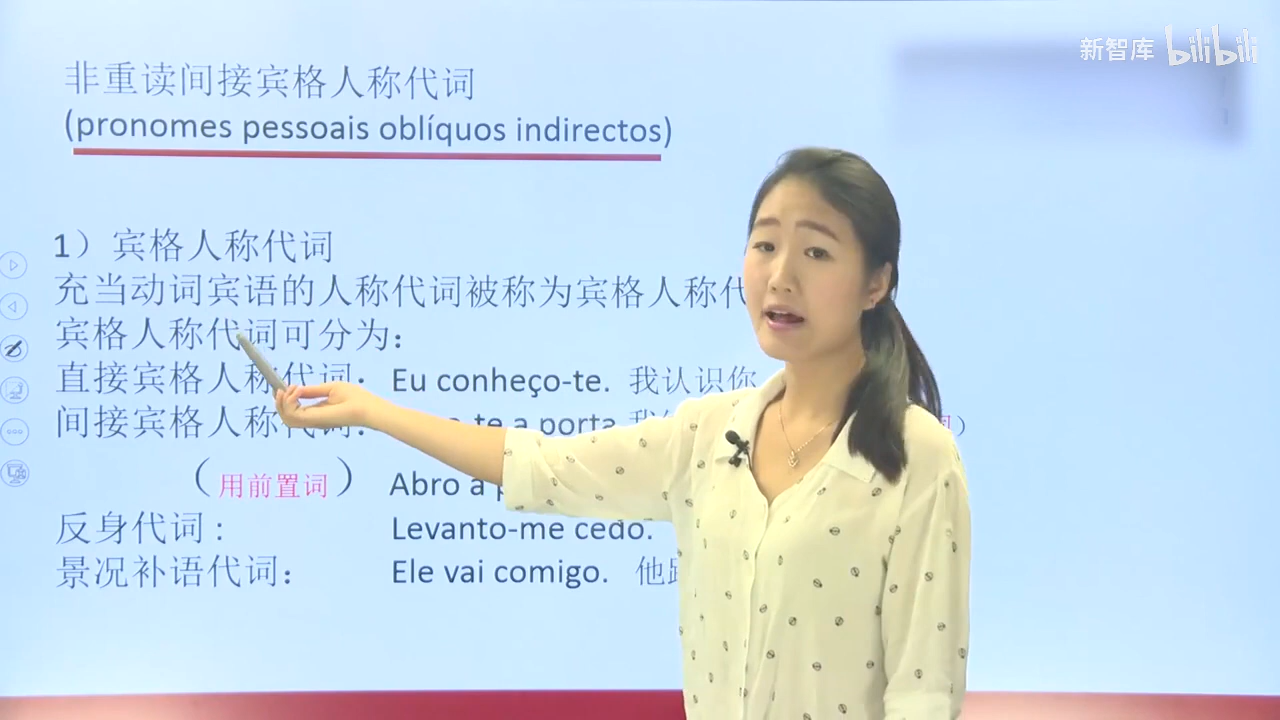 新智库 bilibili
非重读间接宾格人称代词
(pronomes pessoais oblíquos indirectos)
1）宾格人称代词
充当动词宾语的人称代词被称为宾格人称代
宾格人称代词可分为：
直接宾格人称代词： Eu conheço-te. 我认识你
间接宾格人称代词： te a porta
（用前置词） Abro a
反身代词： Levanto-me cedo.
景况补语代词： Ele vai comigo. 他